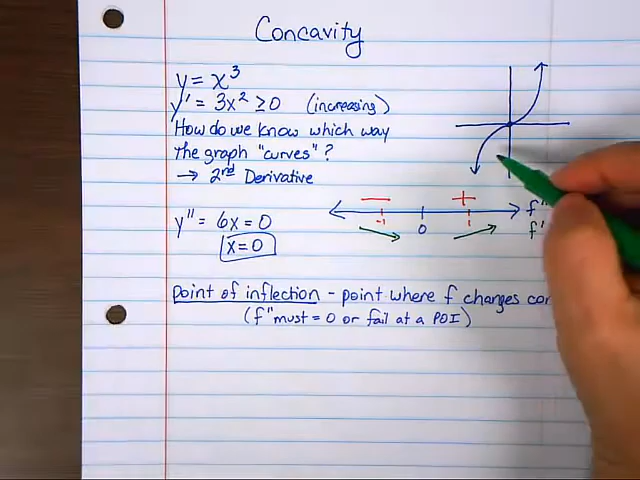 Concavity
y = x³
y' = 3x² ≥ 0 (increasing)
How do we know which way
the graph "curves"?
→ 2nd Derivative
− +
-1 0 1 f"
f'
y" = 6x = 0
x = 0
Point of inflection - point where f changes
(f" must = 0 or fail at a POI)